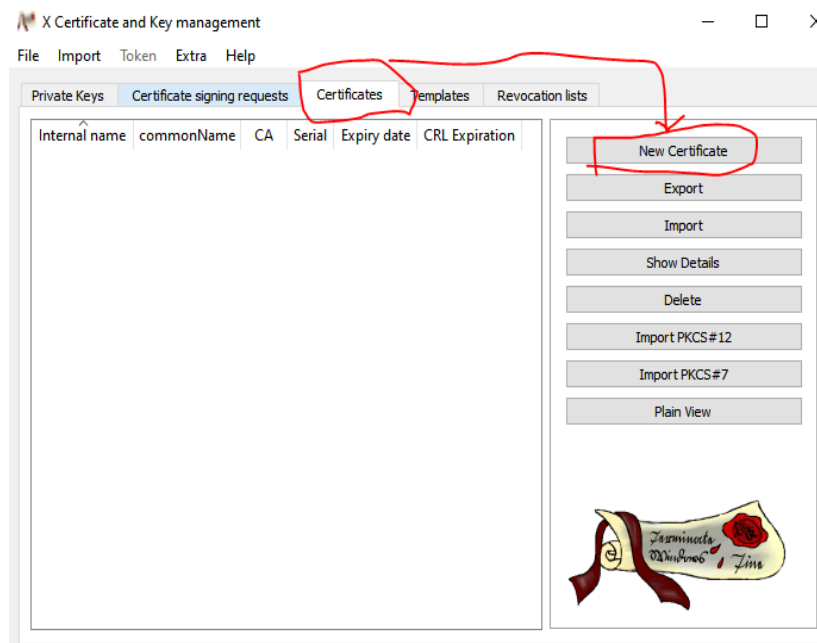 X Certificate and Key management
File Import Token Extra Help
Private Keys Certificate signing requests Certificates Templates Revocation lists
Internal name commonName CA Serial Expiry date CRL Expiration
New Certificate
Export
Import
Show Details
Delete
Import PKCS#12
Import PKCS#7
Plain View